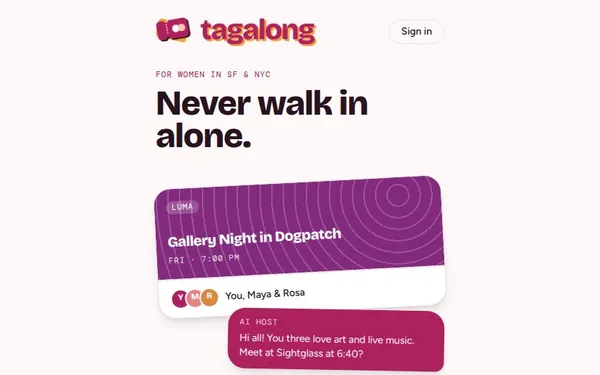 tagalong
Sign in
FOR WOMEN IN SF & NYC
Never walk in
alone.
LUMA
Gallery Night in Dogpatch
FRI · 7:00 PM
Y M R You, Maya & Rosa
AI HOST
Hi all! You three love art and live music.
Meet at Sightglass at 6:40?